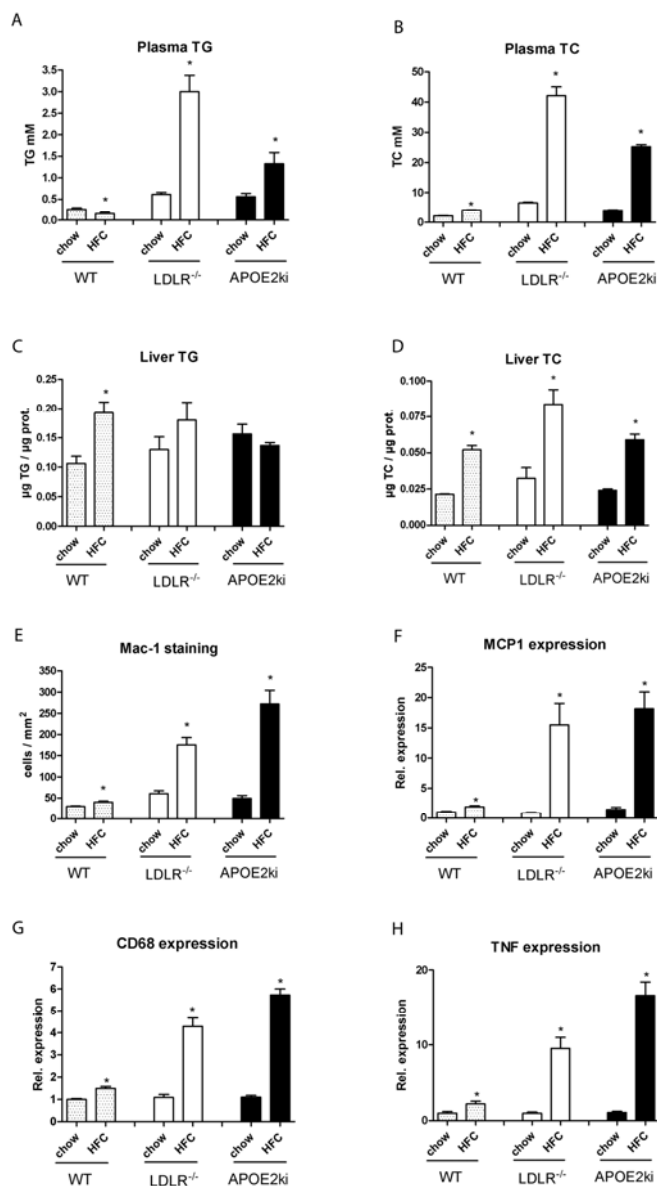 A
Plasma TG
TG mM
3.5
3.0
2.5
2.0
1.5
1.0
0.5
0.0
*
*
*
chow HFC chow HFC chow HFC
WT LDLR-/- APOE2ki
B
Plasma TC
TC mM
50
40
30
20
10
0
*
*
*
chow HFC chow HFC chow HFC
WT LDLR-/- APOE2ki
C
Liver TG
µg TG / µg prot.
0.25
0.20
0.15
0.10
0.05
0.00
*
chow HFC chow HFC chow HFC
WT LDLR-/- APOE2ki
D
Liver TC
µg TC / µg prot.
0.100
0.075
0.050
0.025
0.000
*
*
*
chow HFC chow HFC chow HFC
WT LDLR-/- APOE2ki
E
Mac-1 staining
cells / mm2
350
300
250
200
150
100
50
0
*
*
*
chow HFC chow HFC chow HFC
WT LDLR-/- APOE2ki
F
MCP1 expression
Rel. expression
25
20
15
10
5
0
*
*
*
chow HFC chow HFC chow HFC
WT LDLR-/- APOE2ki
G
CD68 expression
Rel. expression
7
6
5
4
3
2
1
0
*
*
*
chow HFC chow HFC chow HFC
WT LDLR-/- APOE2ki
H
TNF expression
Rel. expression
20
10
0
*
*
*
chow HFC chow HFC chow HFC
WT LDLR-/- APOE2ki